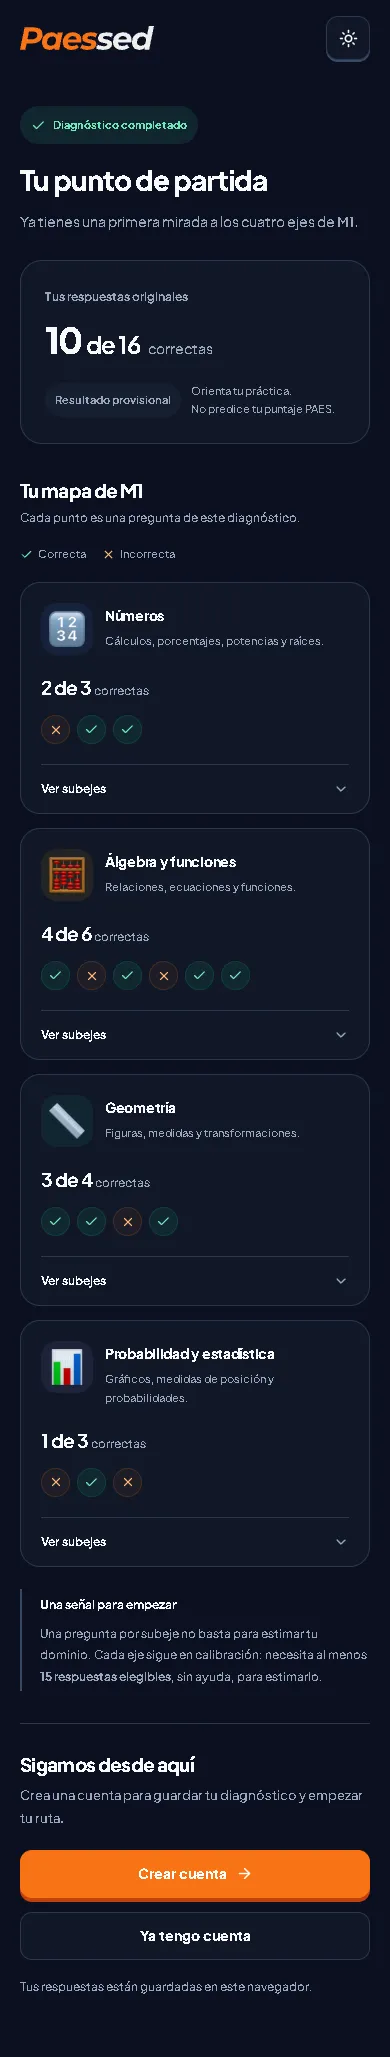 Paessed
Diagnóstico completado
Tu punto de partida
Ya tienes una primera mirada a los cuatro ejes de M1.
Tus respuestas originales
10 de 16 correctas
Resultado provisional
Orienta tu práctica.
No predice tu puntaje PAES.
Tu mapa de M1
Cada punto es una pregunta de este diagnóstico.
Correcta Incorrecta
1234
Números
Cálculos, porcentajes, potencias y raíces.
2 de 3 correctas
Ver subejes
Álgebra y funciones
Relaciones, ecuaciones y funciones.
4 de 6 correctas
Ver subejes
Geometría
Figuras, medidas y transformaciones.
3 de 4 correctas
Ver subejes
Probabilidad y estadística
Gráficos, medidas de posición y
probabilidades.
1 de 3 correctas
Ver subejes
Una señal para empezar
Una pregunta por subeje no basta para estimar tu
dominio. Cada eje sigue en calibración: necesita al menos
15 respuestas elegibles, sin ayuda, para estimarlo.
Sigamos desde aquí
Crea una cuenta para guardar tu diagnóstico y empezar
tu ruta.
Crear cuenta
Ya tengo cuenta
Tus respuestas están guardadas en este navegador.